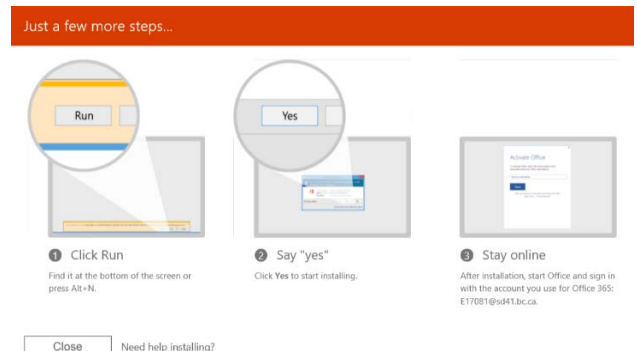 Just a few more steps...
Run
Yes
Activate Office
1 Click Run
Find it at the bottom of the screen or
press Alt+N.
2 Say "yes"
Click Yes to start installing.
3 Stay online
After installation, start Office and sign in
with the account you use for Office 365:
E17081@sd41.bc.ca.
Close
Need help installing?